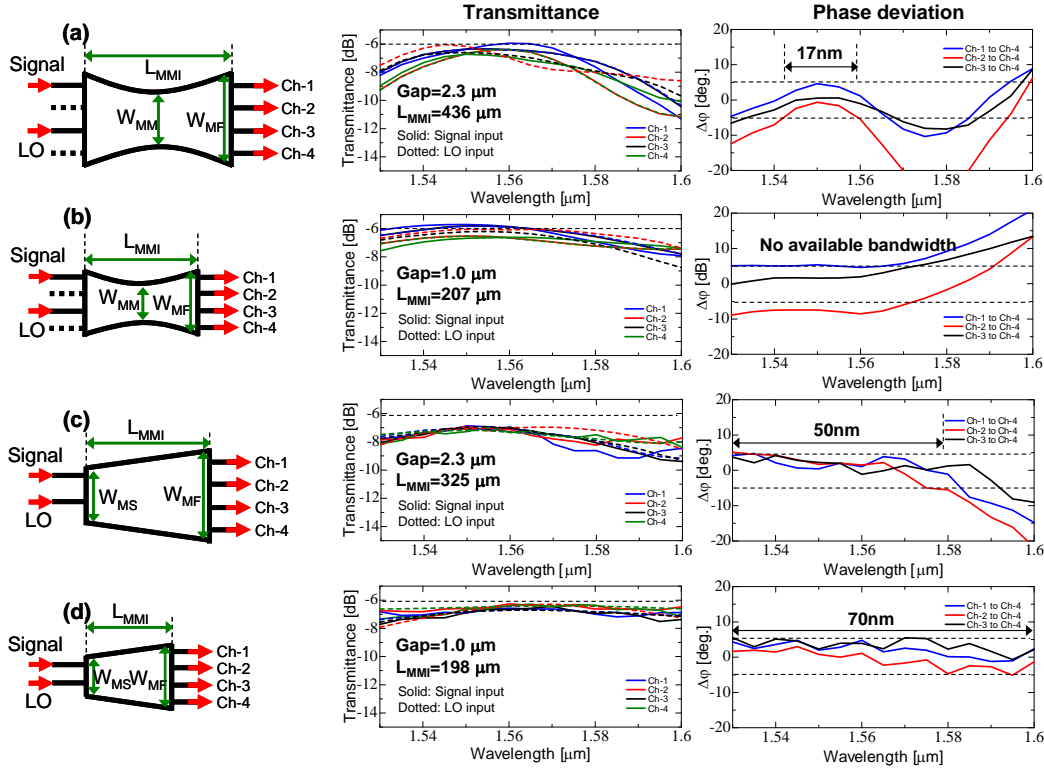 Transmittance
Phase deviation
(a)
Signal
LO
L_MMI
W_MM
W_MF
Ch-1
Ch-2
Ch-3
Ch-4
Transmittance [dB]
-6
-8
-10
-12
-14
Gap=2.3 μm
L_MMI=436 μm
Solid: Signal input
Dotted: LO input
Ch-1
Ch-2
Ch-3
Ch-4
1.54
1.56
1.58
1.6
Wavelength [μm]
Δφ [deg.]
20
10
0
-10
-20
17nm
Ch-1 to Ch-4
Ch-2 to Ch-4
Ch-3 to Ch-4
1.54
1.56
1.58
1.6
Wavelength [μm]
(b)
Signal
LO
L_MMI
W_MM
W_MF
Ch-1
Ch-2
Ch-3
Ch-4
Transmittance [dB]
-6
-8
-10
-12
-14
Gap=1.0 μm
L_MMI=207 μm
Solid: Signal input
Dotted: LO input
Ch-1
Ch-2
Ch-3
Ch-4
1.54
1.56
1.58
1.6
Wavelength [μm]
Δφ [dB]
20
10
0
-10
-20
No available bandwidth
Ch-1 to Ch-4
Ch-2 to Ch-4
Ch-3 to Ch-4
1.54
1.56
1.58
1.6
Wavelength [μm]
(c)
Signal
LO
L_MMI
W_MS
W_MF
Ch-1
Ch-2
Ch-3
Ch-4
Transmittance [dB]
-6
-8
-10
-12
-14
Gap=2.3 μm
L_MMI=325 μm
Solid: Signal input
Dotted: LO input
Ch-1
Ch-2
Ch-3
Ch-4
1.54
1.56
1.58
1.6
Wavelength [μm]
Δφ [deg.]
20
10
0
-10
-20
50nm
Ch-1 to Ch-4
Ch-2 to Ch-4
Ch-3 to Ch-4
1.54
1.56
1.58
1.6
Wavelength [μm]
(d)
Signal
LO
L_MMI
W_MS
W_MF
Ch-1
Ch-2
Ch-3
Ch-4
Transmittance [dB]
-6
-8
-10
-12
-14
Gap=1.0 μm
L_MMI=198 μm
Solid: Signal input
Dotted: LO input
Ch-1
Ch-2
Ch-3
Ch-4
1.54
1.56
1.58
1.6
Wavelength [μm]
Δφ [deg.]
20
10
0
-10
-20
70nm
Ch-1 to Ch-4
Ch-2 to Ch-4
Ch-3 to Ch-4
1.54
1.56
1.58
1.6
Wavelength [μm]